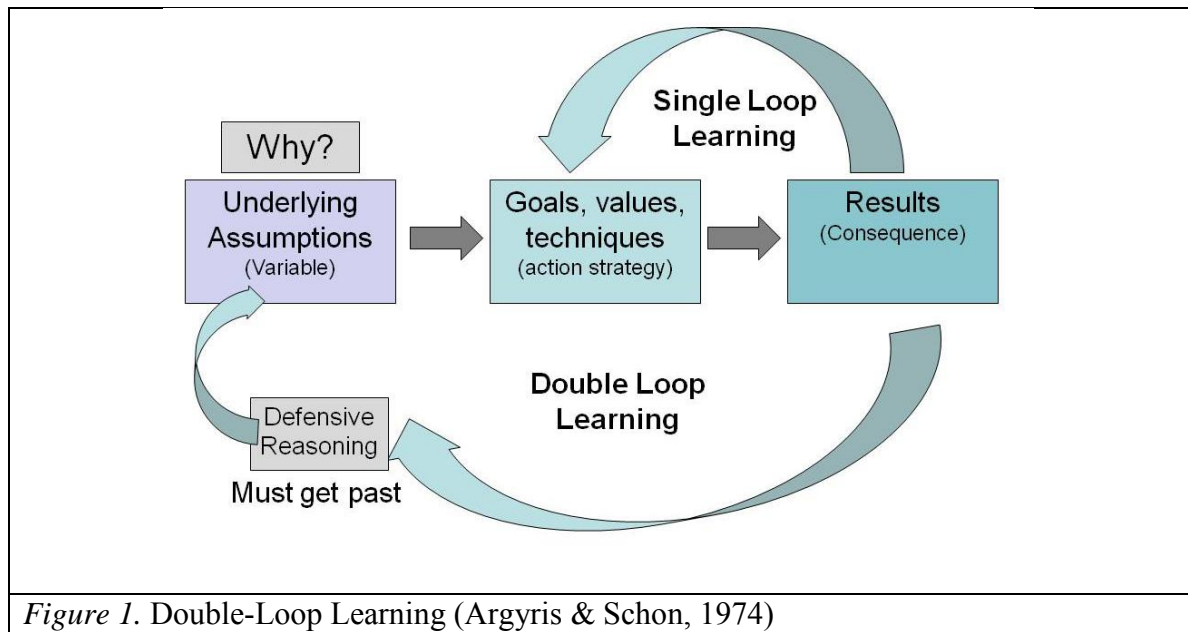 Single Loop
Learning
Why?
Underlying
Assumptions
(Variable)
Goals, values,
techniques
(action strategy)
Results
(Consequence)
Double Loop
Learning
Defensive
Reasoning
Must get past
Figure 1. Double-Loop Learning (Argyris & Schon, 1974)